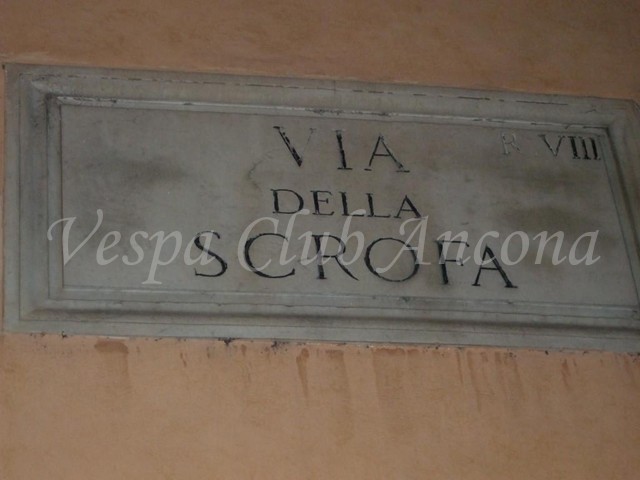 VIA
R. VIII
DELLA
SCROFA
Vespa Club Ancona